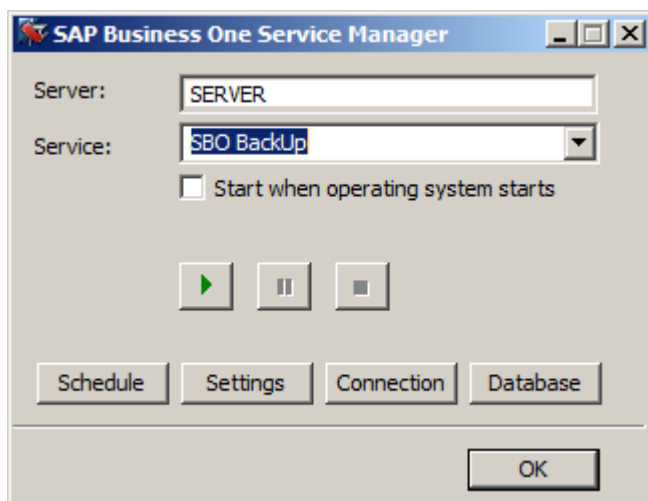 SAP Business One Service Manager
Server: SERVER
Service: SBO BackUp
Start when operating system starts
Schedule Settings Connection Database
OK